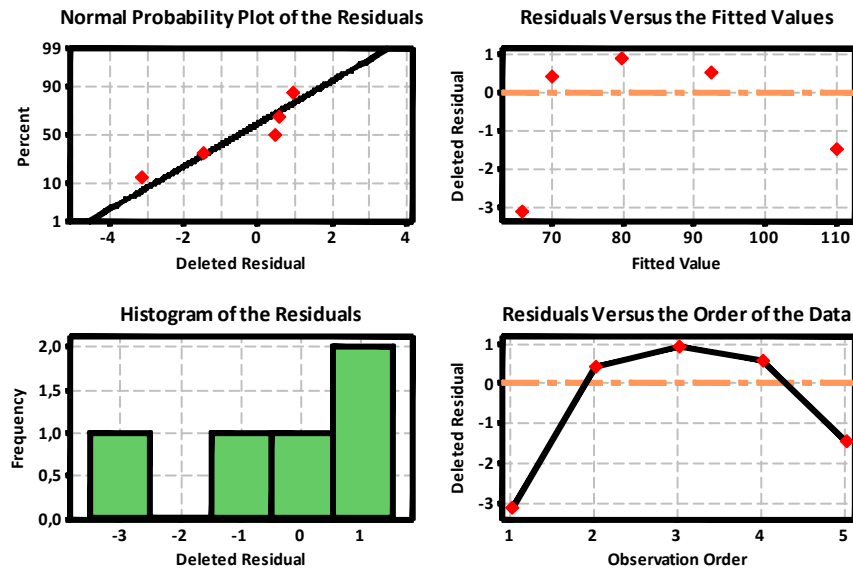 Normal Probability Plot of the Residuals
99
90
50
10
1
Percent
-4 -2 0 2 4
Deleted Residual
Residuals Versus the Fitted Values
1
0
-1
-2
-3
Deleted Residual
70 80 90 100 110
Fitted Value
Histogram of the Residuals
2,0
1,5
1,0
0,5
0,0
Frequency
-3 -2 -1 0 1
Deleted Residual
Residuals Versus the Order of the Data
1
0
-1
-2
-3
Deleted Residual
1 2 3 4 5
Observation Order